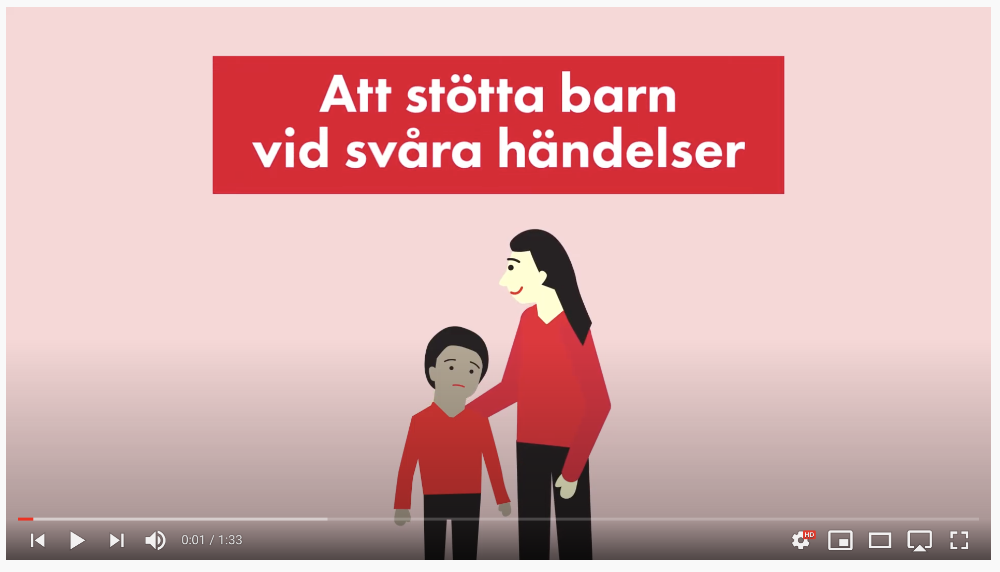 Att stötta barn
vid svåra händelser
0:01 / 1:33
HD